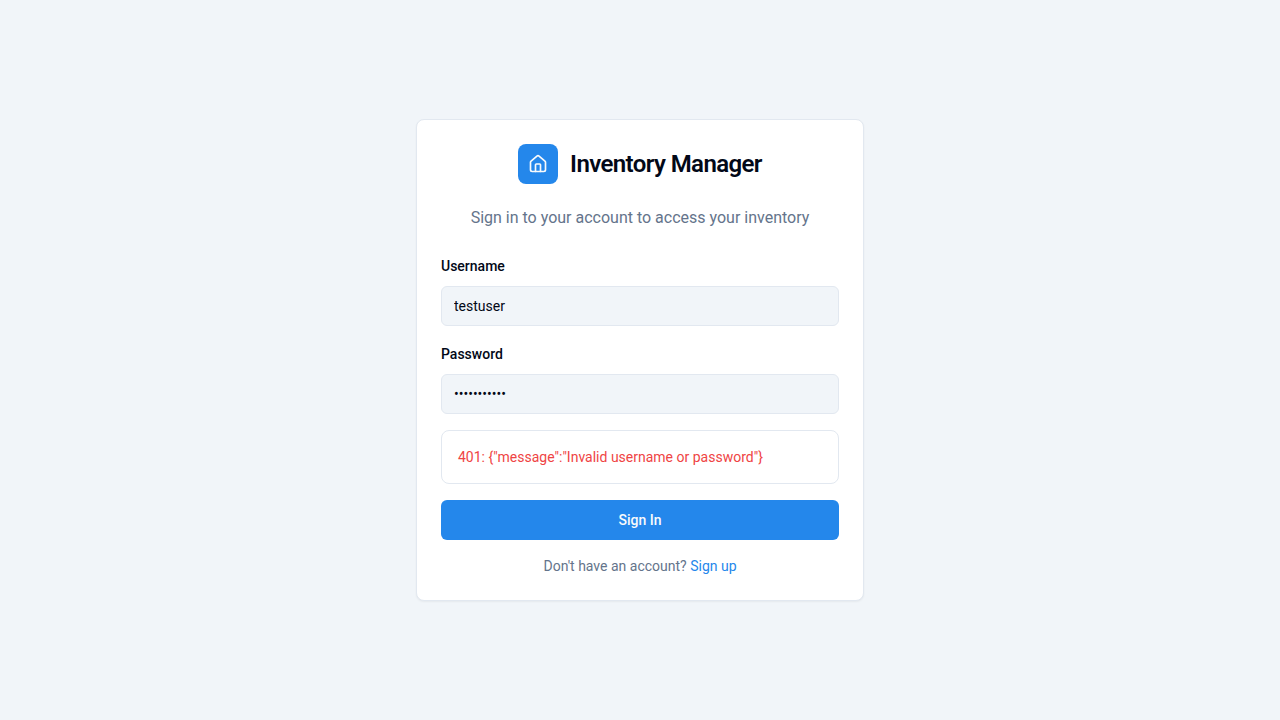 Inventory Manager
Sign in to your account to access your inventory
Username
testuser
Password
•••••••••••
401: {"message":"Invalid username or password"}
Sign In
Don't have an account? Sign up